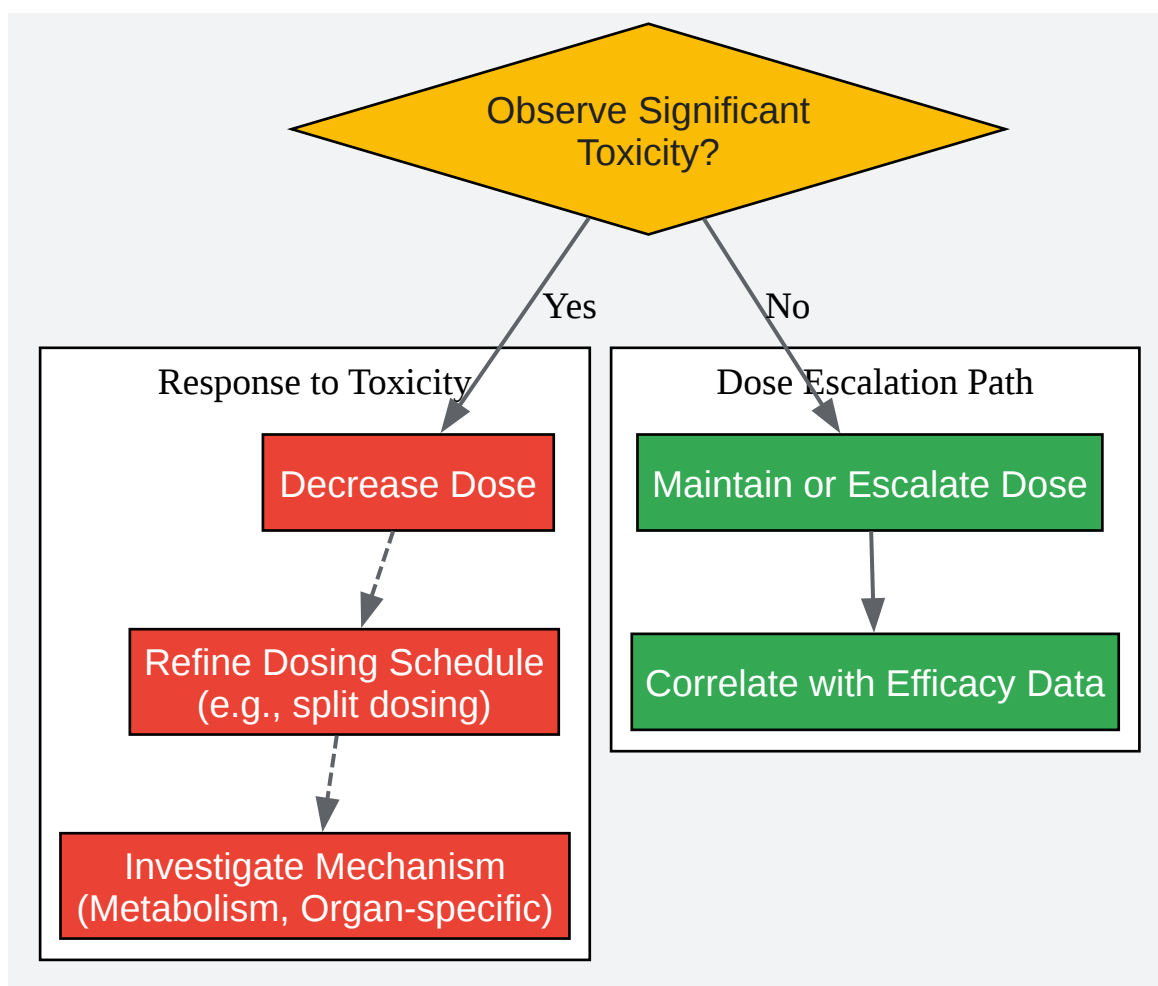 Observe Significant
Toxicity?
Yes
No
Response to Toxicity
Decrease Dose
Refine Dosing Schedule
(e.g., split dosing)
Investigate Mechanism
(Metabolism, Organ-specific)
Dose Escalation Path
Maintain or Escalate Dose
Correlate with Efficacy Data